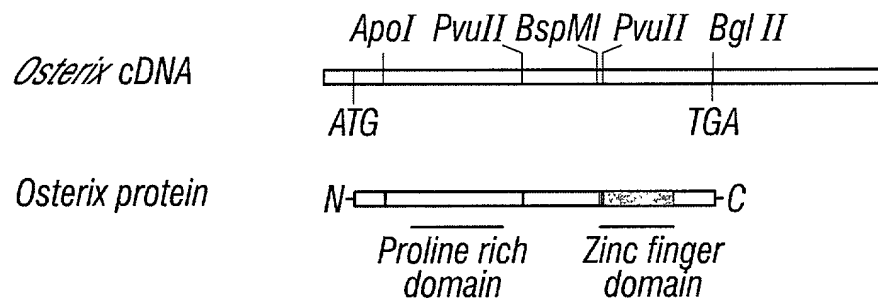 ApoI PvuII BspMI PvuII Bgl II
Osterix cDNA
ATG TGA
Osterix protein N C
Proline rich domain
Zinc finger domain